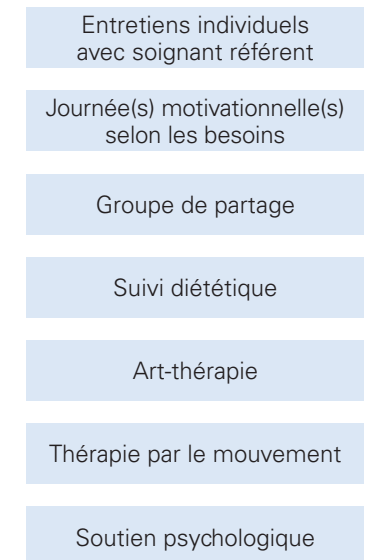 Entretiens individuels
avec soignant référent
Journée(s) motivationnelle(s)
selon les besoins
Groupe de partage
Suivi diététique
Art-thérapie
Thérapie par le mouvement
Soutien psychologique